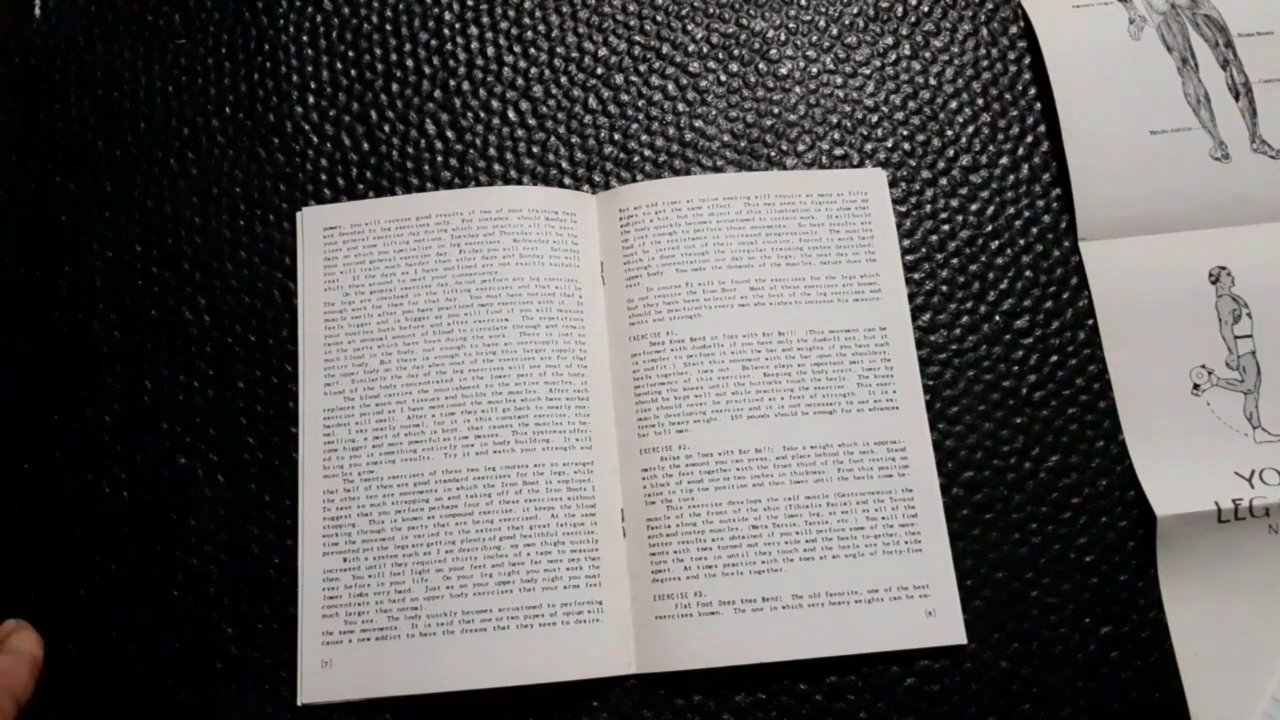 power, you will receive good results if two of your training days
are devoted to leg exercises only. For instance, should Monday be
your general exercise day during which you practice all the exer-
cises and some lifting motions, Tuesday and Thursday will be the
days on which you specialize in leg exercises. Wednesday will be
your second general exercise day. Friday you will rest. Saturday
you will train much harder than other days and Sunday you will
rest. If the days as I have outlined are not exactly suitable
shift them around to meet your convenience.
On the general exercise day, do not perform any leg exercises.
The legs are involved in the lifting exercises and that will be
enough work for them for that day. You must have noticed that a
muscle swells after you have practiced many exercises with it. It
feels bigger and is bigger as you will find if you will measure
your muscles both before and after exercise. The repetitions
cause an unusual amount of blood to circulate through and remain
in the parts which have been doing the work. There is just so
much blood in the body, not enough to have an oversupply in the
entire body. But there is enough to bring this larger supply to
the upper body on the day when most of the exercises are for that
part. Similarly the day of the leg exercises will see most of the
blood of the body concentrated in the lower part of the body.
The blood carries the nourishment to the active muscles, it
replaces the worn out tissues and builds the muscles. After each
exercise period as I have mentioned the muscles which have worked
hardest will swell. After a time they will go back to nearly nor-
mal. I say nearly normal, for it is this constant exercise, this
swelling, a part of which is kept, that causes the muscles to be-
come bigger and more powerful as time passes. This system as offer-
ed to you is something entirely new in body building. It will
bring you amazing results. Try it and watch your strength and
muscles grow.
The twenty exercises of these two leg courses are so arranged
that half of them are good standard exercises for the legs, while
the other ten are movements in which the Iron Boot is employed.
To save so much strapping on and taking off of the Iron Boots I
suggest that you perform perhaps four of these exercises without
stopping. This is known as compound exercise, it keeps the blood
working through the parts that are being exercised. At the same
time the movement is varied to the extent that great fatigue is
prevented yet the legs are getting plenty of good healthful exercise.
With a system such as I am describing, my own thighs quickly
increased until they required thirty inches of a tape to measure
them. You will feel light on your feet and have far more pep than
ever before in your life. On your leg night you must work the
lower limbs very hard. Just as on your upper body night you must
concentrate so hard on upper body exercises that your arms feel
much larger than normal.
You see. The body quickly becomes accustomed to performing
the same movements. It is said that one or two pipes of opium will
cause a new addict to have the dreams that they seem to desire.
[7]
Yet an old timer at opium smoking will require as many as fifty
pipes to get the same effect. This may seem to digress from my
subject a bit, but the object of this illustration is to show that
the body quickly becomes accustomed to certain work. It will build
up just enough to perform those movements. So best results are
had if the resistance is increased progressively. The muscles
must be jarred out of their usual routine, forced to work hard
which is done through the irregular training system described;
through concentration one day on the legs, the next day on the
upper body. You make the demands of the muscles, nature does the
rest.
In course #1 will be found the exercises for the legs which
do not require the Iron Boot. Most of these exercises are known,
but they have been selected as the best of the leg exercises and
should be practiced by every man who wishes to increase his measure-
ments and strength.
EXERCISE #1.
Deep Knee Bend on Toes with Bar Bell: (This movement can be
performed with dumbells if you have only the dumbell set, but it
is simpler to perform it with the bar and weights if you have such
an outfit.) Start this movement with the bar upon the shoulders,
heels together, toes out. Balance plays an important part in the
performance of this exercise. Keeping the body erect, lower by
bending the knees until the buttocks touch the heels. The knees
should be kept well out while practicing the exercise. This exer-
cise should never be practiced as a feat of strength. It is a
muscle developing exercise and it is not necessary to use an ex-
tremely heavy weight. 150 pounds should be enough for an advances
bar bell man.
EXERCISE #2.
Raise on Toes with Bar Bell: Take a weight which is approxi-
mately the amount you can press, and place behind the neck. Stand
with the feet together with the front third of the foot resting on
a block of wood one or two inches in thickness. From this position
raise to tip toe position and then lower until the heels come be-
low the toes.
This exercise develops the calf muscle (Gastrocnemius) the
muscle of the front of the shin (Tibialis Facia) and the Tensor
Fascia along the outside of the lower leg, as well as all of the
arch and instep muscles. (Meta Tarsia, Tarsia, etc.) You will find
better results are obtained if you will perform some of the move-
ments with toes turned out very wide and the heels to-gether, then
turn the toes in until they touch and the heels are held wide
apart. At times practice with the toes at an angle of forty-five
degrees and the heels together.
EXERCISE #3.
Flat Foot Deep Knee Bend: The old favorite, one of the best
exercises known. The one in which very heavy weights can be em-
[8]
YO
LEG
N